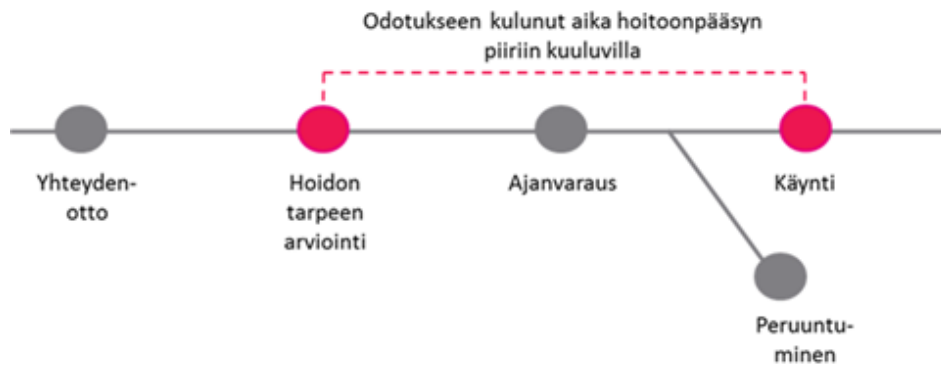 Odotukseen kulunut aika hoitoonpääsyn
piiriin kuuluvilla
Yhteyden-
otto
Hoidon
tarpeen
arviointi
Ajanvaraus
Käynti
Peruuntu-
minen